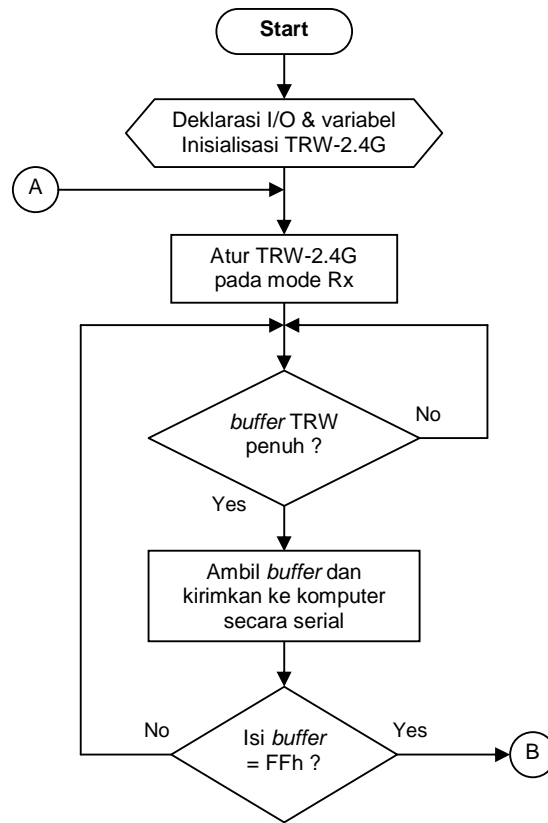 Start
Deklarasi I/O & variabel
Inisialisasi TRW-2.4G
A
Atur TRW-2.4G
pada mode Rx
buffer TRW
penuh ?
No
Yes
Ambil buffer dan
kirimkan ke komputer
secara serial
No
Isi buffer
= FFh ?
Yes
B